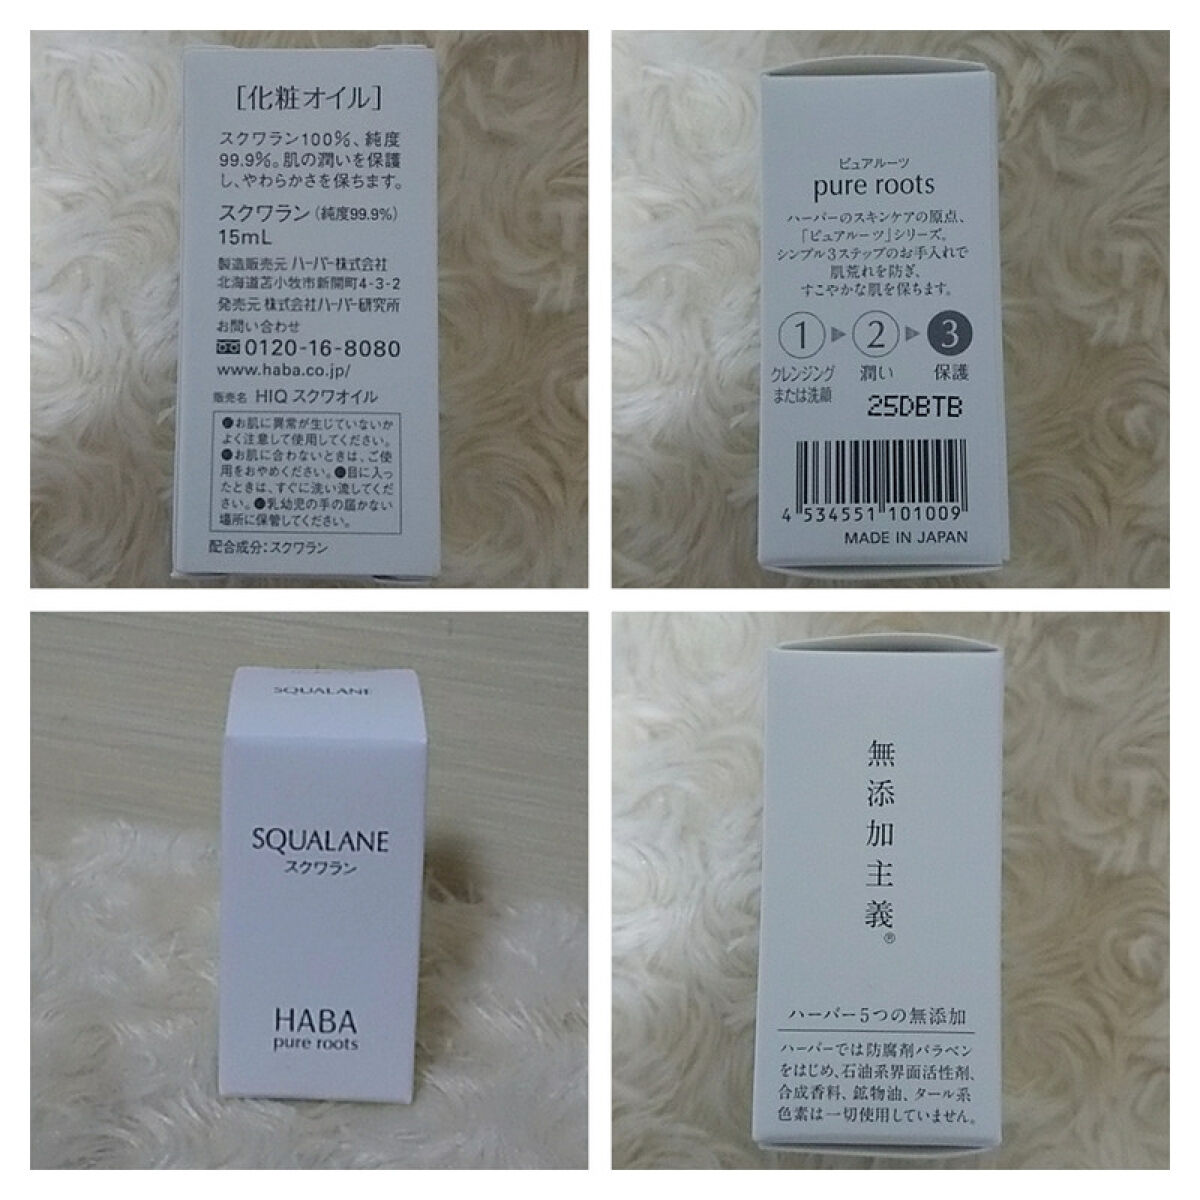 [化粧オイル]
スクワラン100%、純度
99.9%。肌の潤いを保護
し、やわらかさを保ちます。
スクワラン（純度99.9%）
15mL
製造販売元 ハーバー株式会社
北海道苫小牧市新開町4-3-2
発売元 株式会社ハーバー研究所
お問い合わせ
0120-16-8080
www.haba.co.jp/
販売名 HIQ スクワオイル
●お肌に異常が生じていないか
よく注意して使用してください。
●お肌に合わないときは、ご使
用をおやめください。●目に入っ
たときは、すぐに洗い流してくだ
さい。●乳幼児の手の届かない
場所に保管してください。
配合成分：スクワラン
ピュアルーツ
pure roots
ハーバーのスキンケアの原点、
「ピュアルーツ」シリーズ。
シンプル3ステップのお手入れで
肌荒れを防ぎ、
すこやかな肌を保ちます。
1 ▶ 2 ▶ 3
クレンジング 潤い 保護
または洗顔
25DBTB
4 534551 101009
MADE IN JAPAN
SQUALANE
SQUALANE
スクワラン
HABA
pure roots
無添加主義®
ハーバー5つの無添加
ハーバーでは防腐剤パラベン
をはじめ、石油系界面活性剤、
合成香料、鉱物油、タール系
色素は一切使用していません。